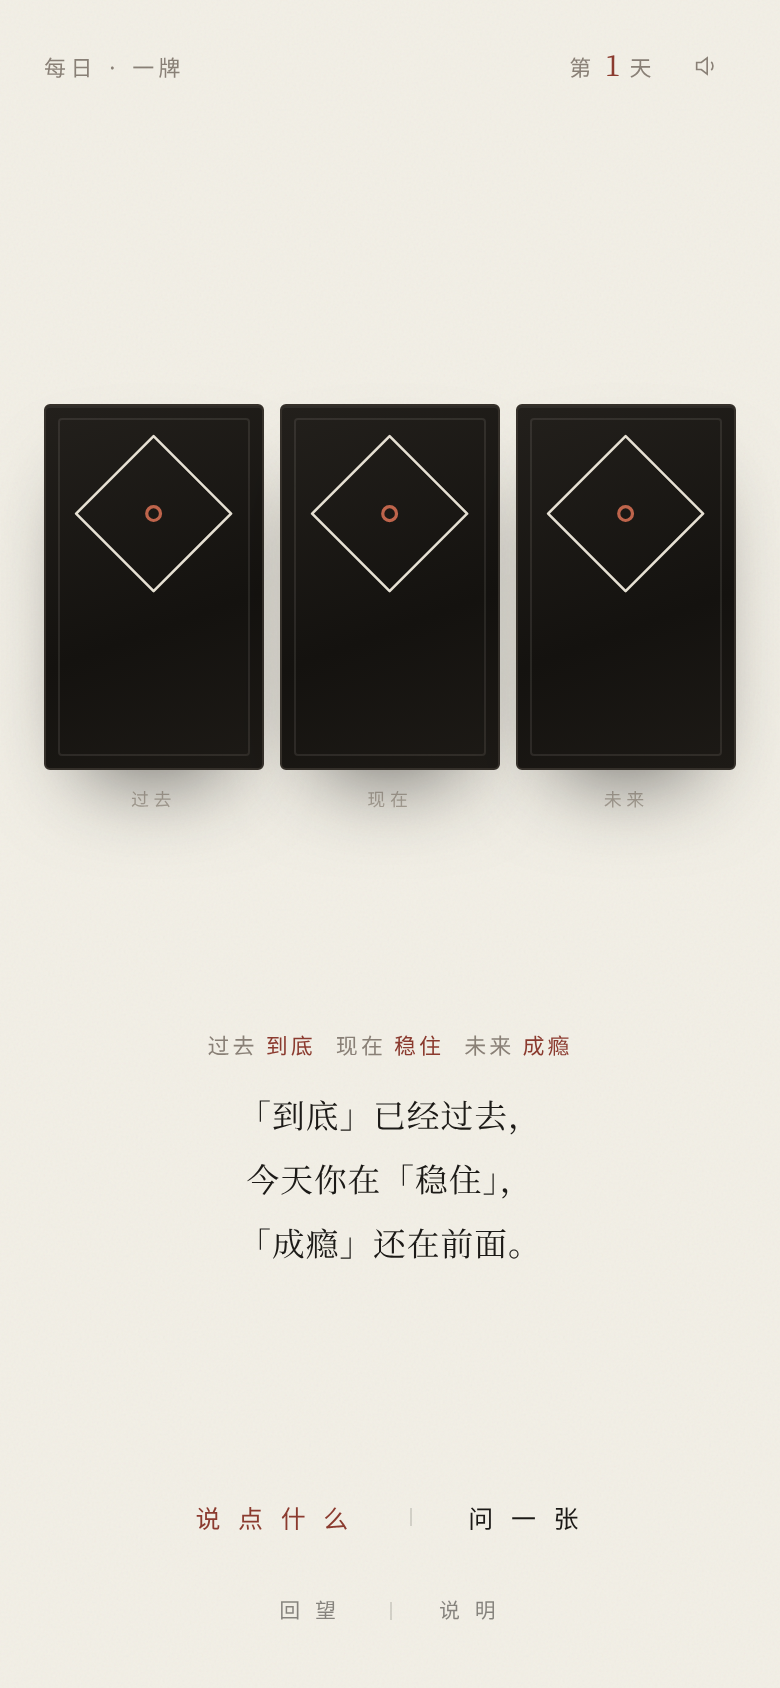 每日 · 一牌
第 1 天
过去
现在
未来
过去 到底 现在 稳住 未来 成瘾
「到底」已经过去，
今天你在「稳住」，
「成瘾」还在前面。
说点什么
问一张
回望
说明